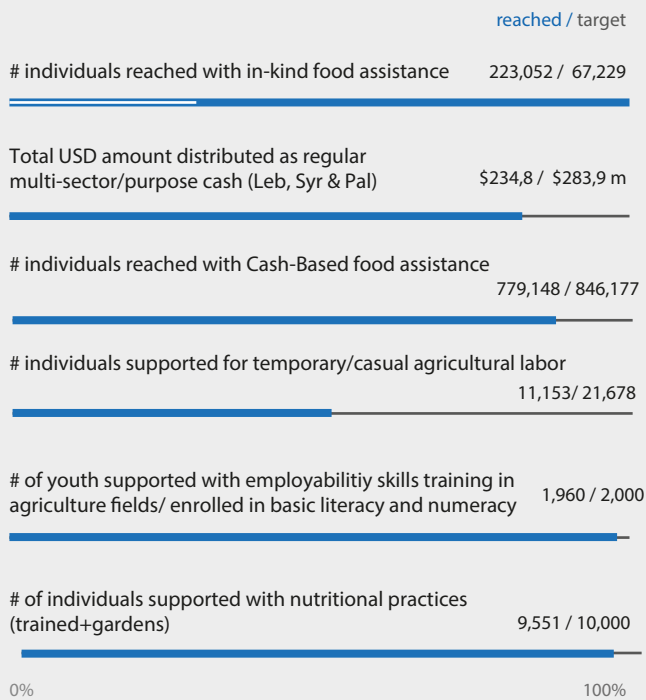 reached / target
# individuals reached with in-kind food assistance 223,052 / 67,229
Total USD amount distributed as regular
multi-sector/purpose cash (Leb, Syr & Pal) $234,8 / $283,9 m
# individuals reached with Cash-Based food assistance
779,148 / 846,177
# individuals supported for temporary/casual agricultural labor
11,153/ 21,678
# of youth supported with employabilitiy skills training in
agriculture fields/ enrolled in basic literacy and numeracy 1,960 / 2,000
# of individuals supported with nutritional practices
(trained+gardens) 9,551 / 10,000
0% 100%